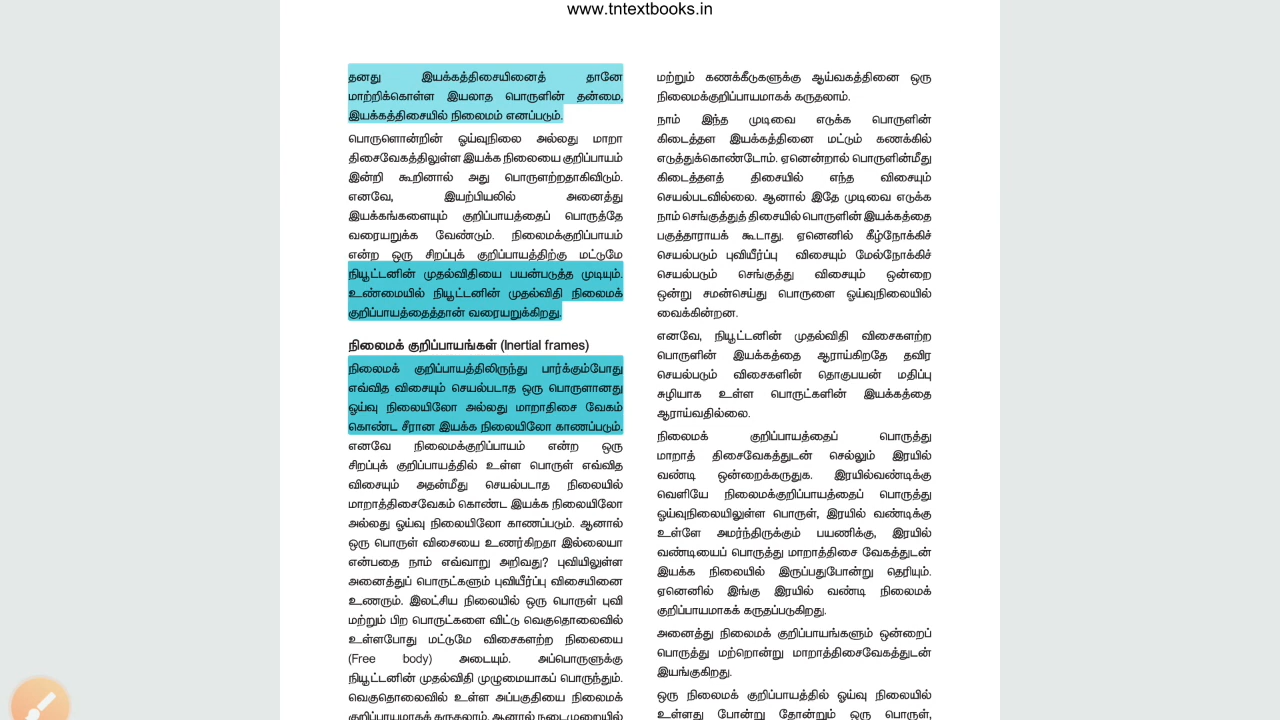 www.tntextbooks.in
தனது இயக்கத்திசையினைத் தானே
மாற்றிக்கொள்ள இயலாத பொருளின் தன்மை,
இயக்கத்திசையில் நிலைமம் எனப்படும்.
பொருளொன்றின் ஓய்வுநிலை அல்லது மாறா
திசைவேகத்திலுள்ள இயக்க நிலையை குறிப்பாயம்
இன்றி கூறினால் அது பொருளற்றதாகிவிடும்.
எனவே, இயற்பியலில் அனைத்து
இயக்கங்களையும் குறிப்பாயத்தைப் பொருத்தே
வரையறுக்க வேண்டும். நிலைமக்குறிப்பாயம்
என்ற ஒரு சிறப்புக் குறிப்பாயத்திற்கு மட்டுமே
நியூட்டனின் முதல்விதியை பயன்படுத்த முடியும்.
உண்மையில் நியூட்டனின் முதல்விதி நிலைமக்
குறிப்பாயத்தைத்தான் வரையறுக்கிறது.
நிலைமக் குறிப்பாயங்கள் (Inertial frames)
நிலைமக் குறிப்பாயத்திலிருந்து பார்க்கும்போது
எவ்வித விசையும் செயல்படாத ஒரு பொருளானது
ஓய்வு நிலையிலோ அல்லது மாறாதிசை வேகம்
கொண்ட சீரான இயக்க நிலையிலோ காணப்படும்.
எனவே நிலைமக்குறிப்பாயம் என்ற ஒரு
சிறப்புக் குறிப்பாயத்தில் உள்ள பொருள் எவ்வித
விசையும் அதன்மீது செயல்படாத நிலையில்
மாறாத்திசைவேகம் கொண்ட இயக்க நிலையிலோ
அல்லது ஓய்வு நிலையிலோ காணப்படும். ஆனால்
ஒரு பொருள் விசையை உணர்கிறதா இல்லையா
என்பதை நாம் எவ்வாறு அறிவது? புவியிலுள்ள
அனைத்துப் பொருட்களும் புவியீர்ப்பு விசையினை
உணரும். இலட்சிய நிலையில் ஒரு பொருள் புவி
மற்றும் பிற பொருட்களை விட்டு வெகுதொலைவில்
உள்ளபோது மட்டுமே விசைகளற்ற நிலையை
(Free body) அடையும். அப்பொருளுக்கு
நியூட்டனின் முதல்விதி முழுமையாகப் பொருந்தும்.
வெகுதொலைவில் உள்ள அப்பகுதியை நிலைமக்
குறிப்பாயமாகக் கருதலாம். ஆனால் நடைமுறையில்
மற்றும் கணக்கீடுகளுக்கு ஆய்வகத்தினை ஒரு
நிலைமக்குறிப்பாயமாகக் கருதலாம்.
நாம் இந்த முடிவை எடுக்க பொருளின்
கிடைத்தள இயக்கத்தினை மட்டும் கணக்கில்
எடுத்துக்கொண்டோம். ஏனென்றால் பொருளின்மீது
கிடைத்தளத் திசையில் எந்த விசையும்
செயல்படவில்லை. ஆனால் இதே முடிவை எடுக்க
நாம் செங்குத்துத் திசையில் பொருளின் இயக்கத்தை
பகுத்தாராயக் கூடாது. ஏனெனில் கீழ்நோக்கிச்
செயல்படும் புவியீர்ப்பு விசையும் மேல்நோக்கிச்
செயல்படும் செங்குத்து விசையும் ஒன்றை
ஒன்று சமன்செய்து பொருளை ஓய்வுநிலையில்
வைக்கின்றன.
எனவே, நியூட்டனின் முதல்விதி விசைகளற்ற
பொருளின் இயக்கத்தை ஆராய்கிறதே தவிர
செயல்படும் விசைகளின் தொகுபயன் மதிப்பு
சுழியாக உள்ள பொருட்களின் இயக்கத்தை
ஆராய்வதில்லை.
நிலைமக் குறிப்பாயத்தைப் பொருத்து
மாறாத் திசைவேகத்துடன் செல்லும் இரயில்
வண்டி ஒன்றைக்கருதுக. இரயில்வண்டிக்கு
வெளியே நிலைமக்குறிப்பாயத்தைப் பொருத்து
ஓய்வுநிலையிலுள்ள பொருள், இரயில் வண்டிக்கு
உள்ளே அமர்ந்திருக்கும் பயணிக்கு, இரயில்
வண்டியைப் பொருத்து மாறாத்திசை வேகத்துடன்
இயக்க நிலையில் இருப்பதுபோன்று தெரியும்.
ஏனெனில் இங்கு இரயில் வண்டி நிலைமக்
குறிப்பாயமாகக் கருதப்படுகிறது.
அனைத்து நிலைமக் குறிப்பாயங்களும் ஒன்றைப்
பொருத்து மற்றொன்று மாறாத்திசைவேகத்துடன்
இயங்குகிறது.
ஒரு நிலைமக் குறிப்பாயத்தில் ஓய்வு நிலையில்
உள்ளது போன்று தோன்றும் ஒரு பொருள்,